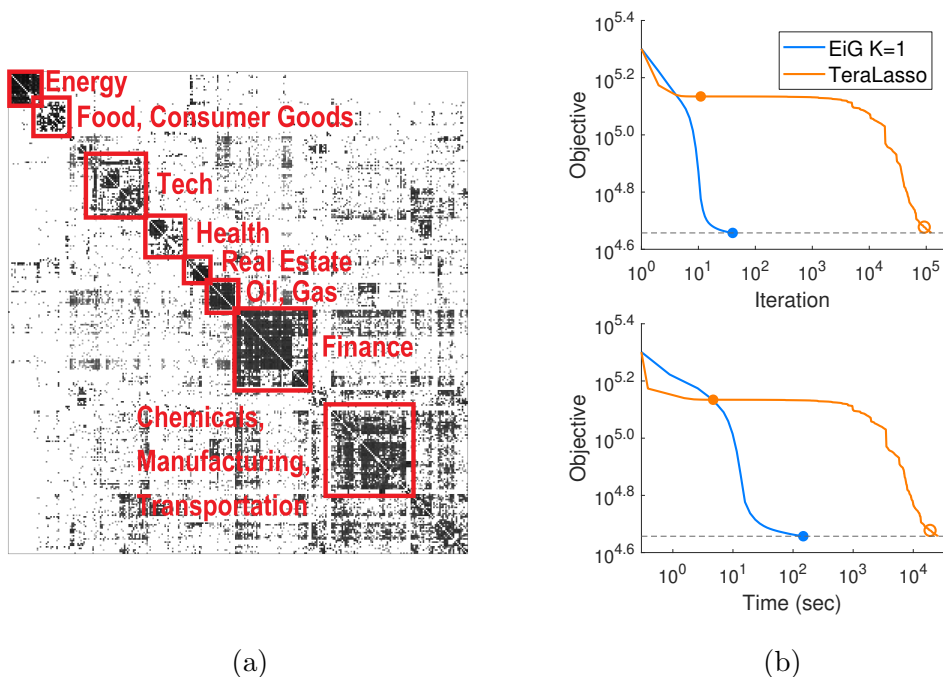 Energy
Food, Consumer Goods
Tech
Health
Real Estate
Oil, Gas
Finance
Chemicals,
Manufacturing,
Transportation
(a)
10^5.4
10^5.2
10^5.0
10^4.8
10^4.6
Objective
EiG K=1
TeraLasso
10^0 10^1 10^2 10^3 10^4 10^5
Iteration
10^5.4
10^5.2
10^5.0
10^4.8
10^4.6
Objective
10^0 10^1 10^2 10^3 10^4
Time (sec)
(b)